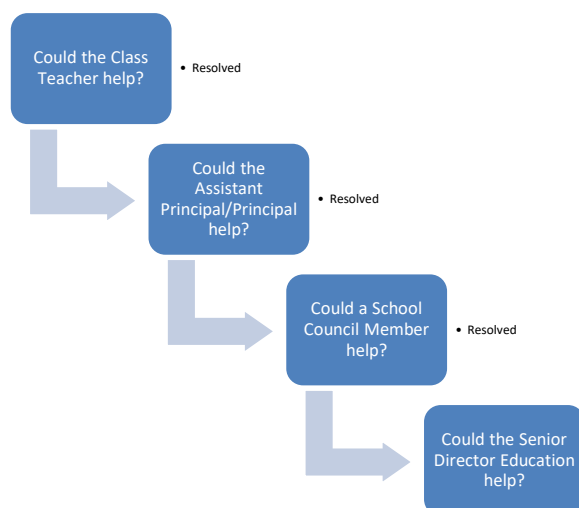 Could the Class
Teacher help?
• Resolved
Could the
Assistant
Principal/Principal
help?
• Resolved
Could a School
Council Member
help?
• Resolved
Could the Senior
Director Education
help?